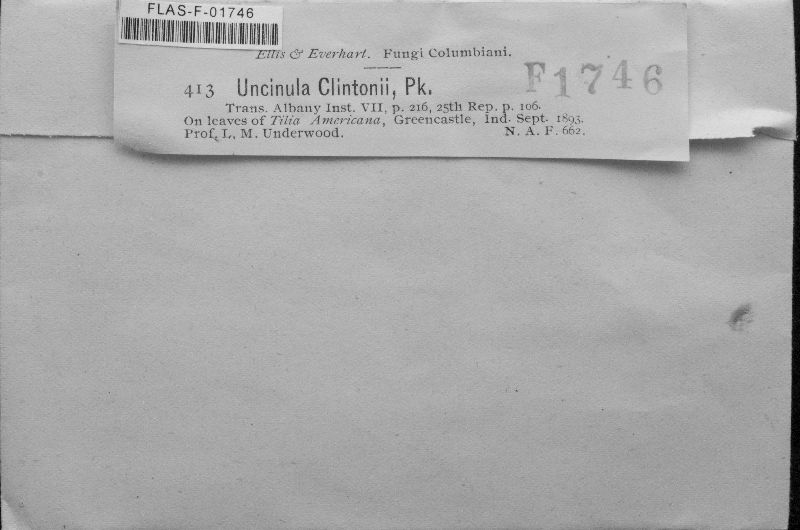 FLAS-F-01746
Ellis & Everhart. Fungi Columbiani.
F1746
413 Uncinula Clintonii, Pk.
Trans. Albany Inst. VII, p. 216, 25th Rep. p. 106.
On leaves of Tilia Americana, Greencastle, Ind. Sept. 1893.
Prof. L. M. Underwood. N. A. F. 662.